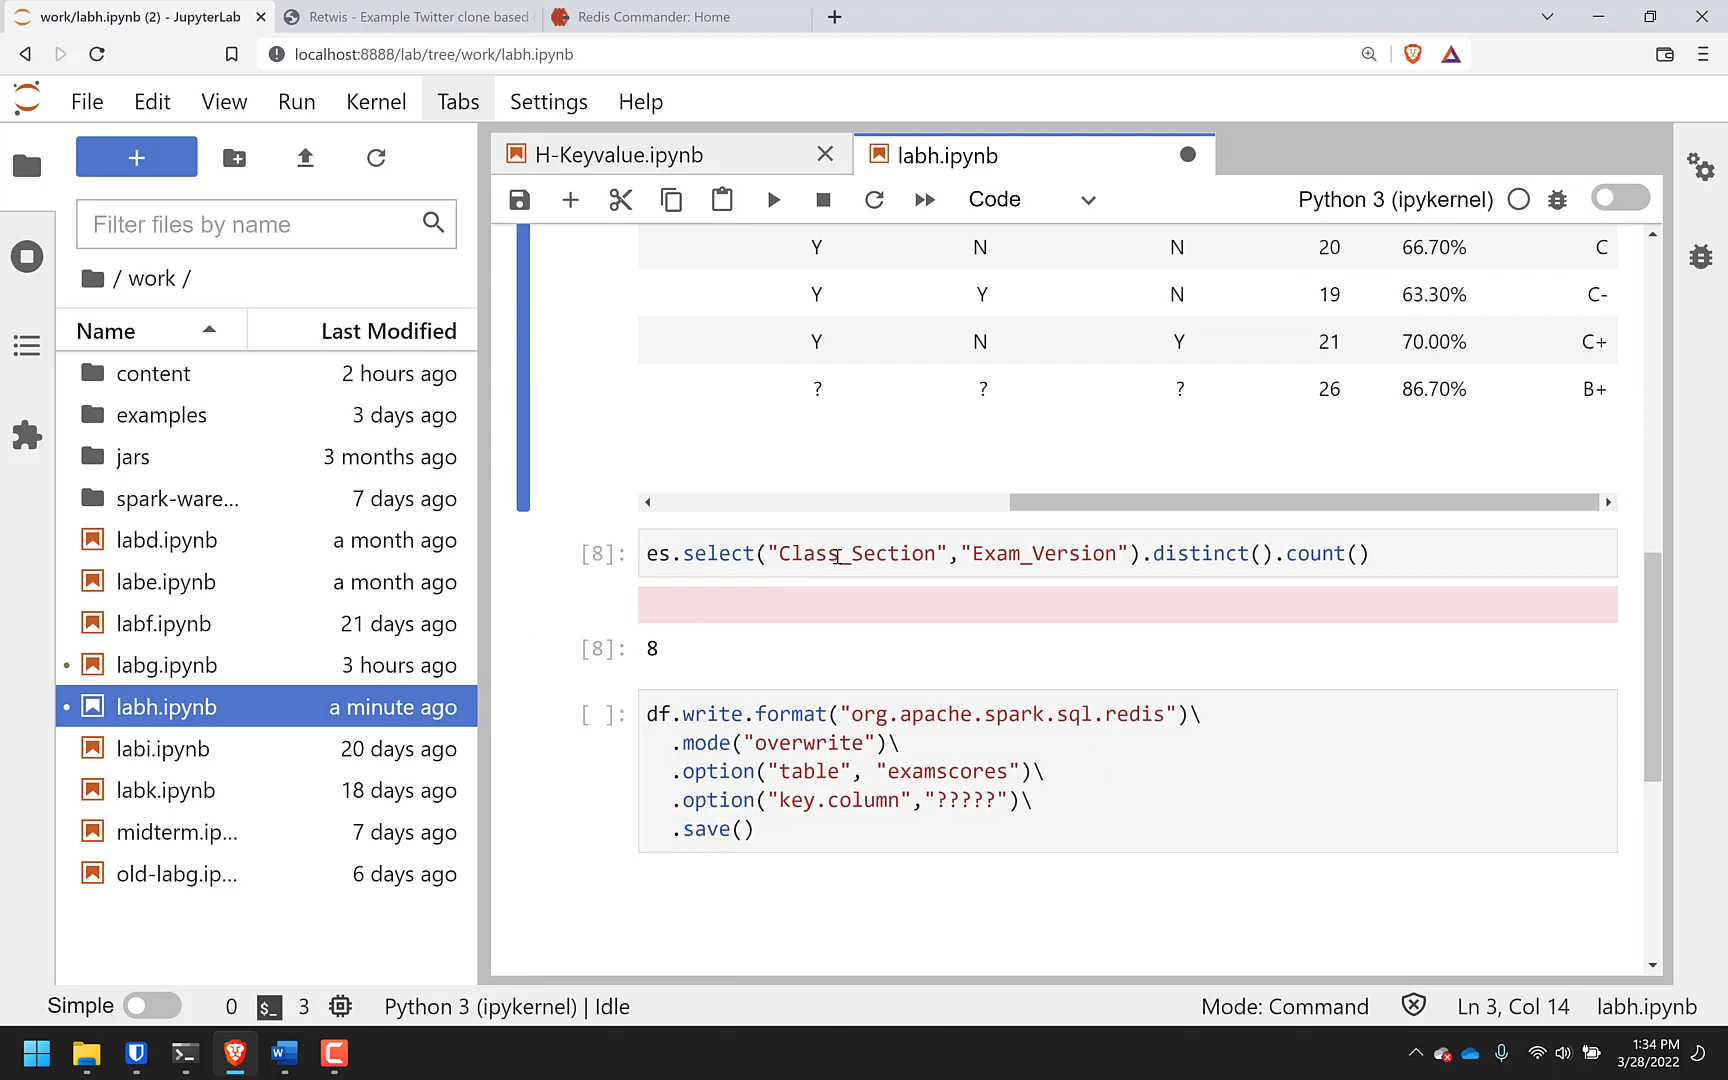 work/labh.ipynb (2) - JupyterLab
Retwis - Example Twitter clone based
Redis Commander: Home
localhost:8888/lab/tree/work/labh.ipynb
File Edit View Run Kernel Tabs Settings Help
H-Keyvalue.ipynb
labh.ipynb
Code
Python 3 (ipykernel)
Filter files by name
/ work /
Name Last Modified
content 2 hours ago
examples 3 days ago
jars 3 months ago
spark-ware... 7 days ago
labd.ipynb a month ago
labe.ipynb a month ago
labf.ipynb 21 days ago
labg.ipynb 3 hours ago
labh.ipynb a minute ago
labi.ipynb 20 days ago
labk.ipynb 18 days ago
midterm.ip... 7 days ago
old-labg.ip... 6 days ago
Y N N 20 66.70% C
Y Y N 19 63.30% C-
Y N Y 21 70.00% C+
? ? ? 26 86.70% B+
[8]: es.select("Class_Section","Exam_Version").distinct().count()
[8]: 8
[ ]: df.write.format("org.apache.spark.sql.redis")\
.mode("overwrite")\
.option("table", "examscores")\
.option("key.column","?????")\
.save()
Simple 0 $_ 3 Python 3 (ipykernel) | Idle Mode: Command Ln 3, Col 14 labh.ipynb
1:34 PM
3/28/2022